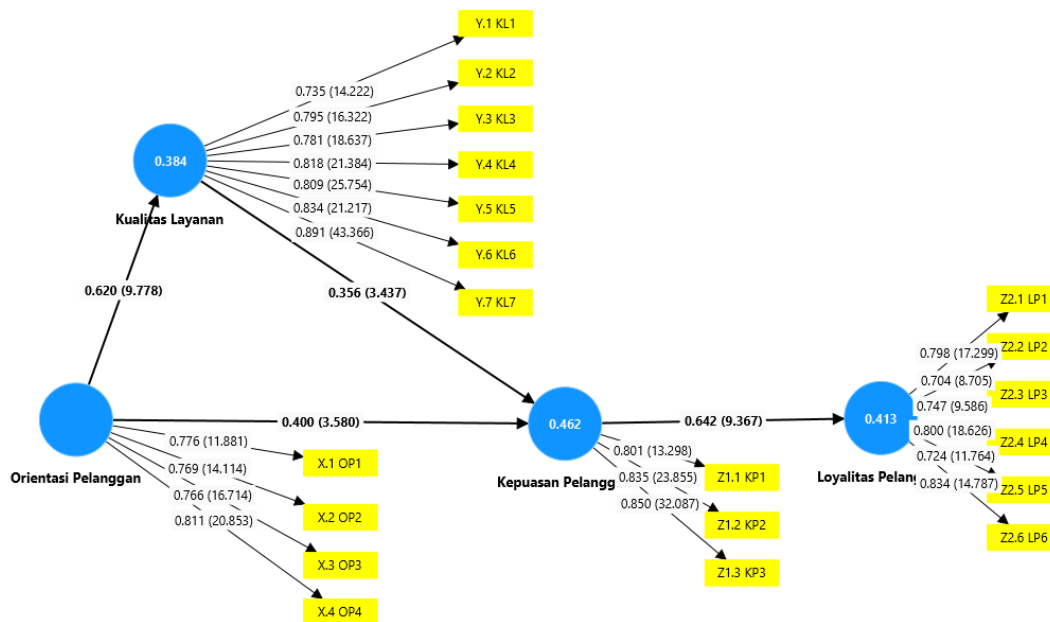 Y.1 KL1
0.735 (14.222)
Y.2 KL2
0.795 (16.322)
Y.3 KL3
0.781 (18.637)
0.384
0.818 (21.384)
Y.4 KL4
0.809 (25.754)
Y.5 KL5
0.834 (21.217)
Kualitas Layanan
0.891 (43.366)
Y.6 KL6
0.620 (9.778)
0.356 (3.437)
Y.7 KL7
Z2.1 LP1
0.798 (17.299)
Z2.2 LP2
0.704 (8.705)
Z2.3 LP3
0.747 (9.586)
0.400 (3.580)
0.462
0.642 (9.367)
0.413
0.800 (18.626)
Z2.4 LP4
0.776 (11.881)
X.1 OP1
0.801 (13.298)
0.724 (11.764)
0.769 (14.114)
Orientasi Pelanggan
Kepuasan Pelangg
0.835 (23.855)
Z1.1 KP1
Loyalitas Pelang
0.834 (14.787)
Z2.5 LP5
0.766 (16.714)
0.850 (32.087)
X.2 OP2
0.811 (20.853)
Z1.2 KP2
Z2.6 LP6
X.3 OP3
Z1.3 KP3
X.4 OP4